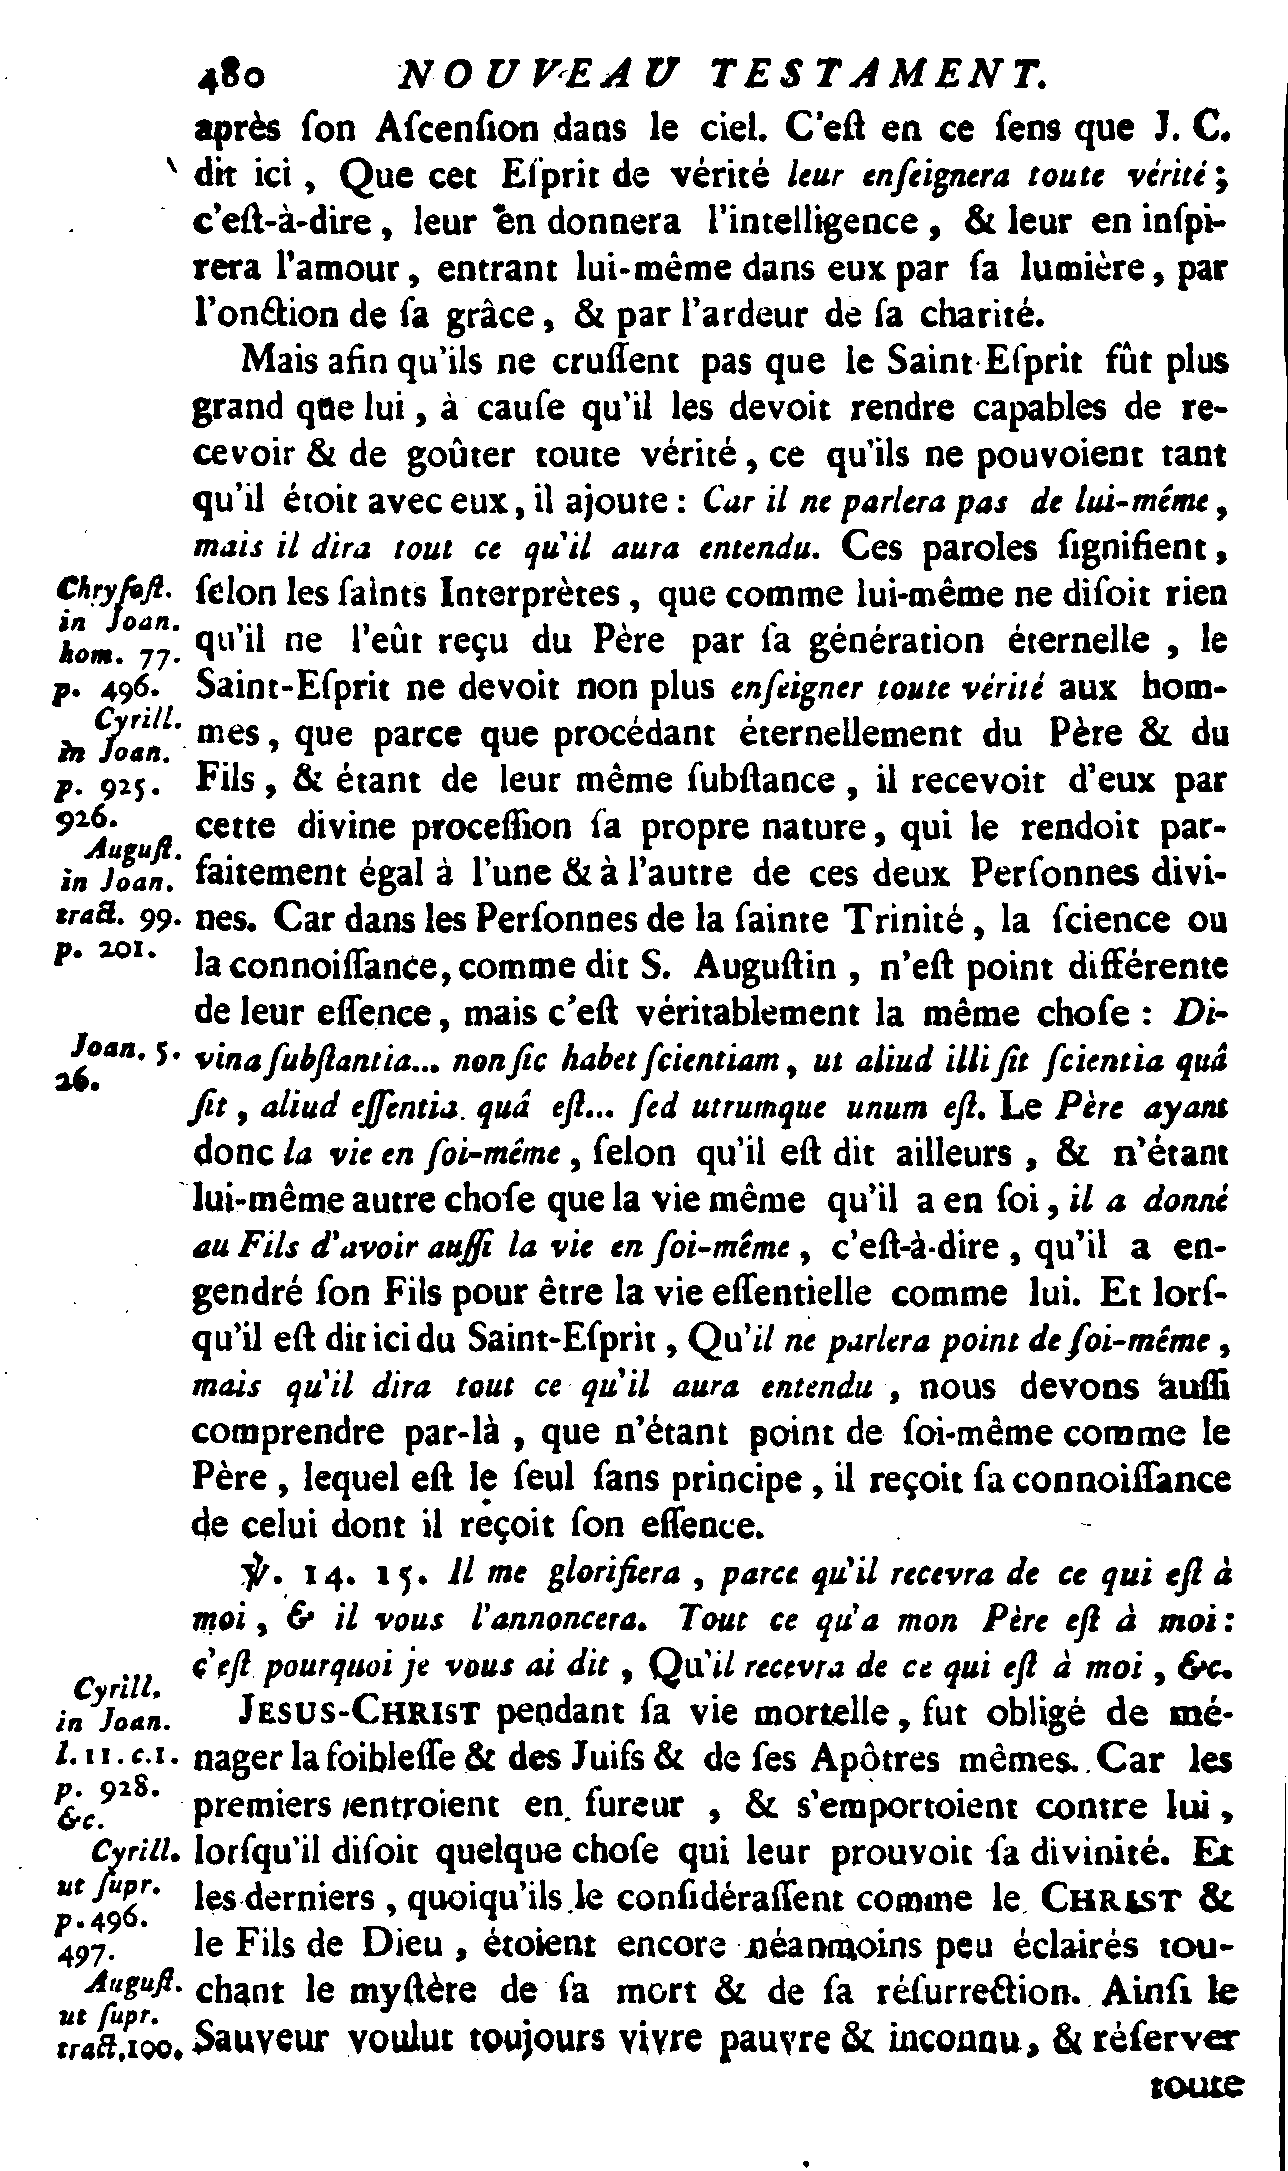 480 NOUVEAU TESTAMENT.
après ſon Aſcenſion dans le ciel. C'eſt en ce ſens que J. C.
dit ici, Que cet Eſprit de vérité leur enſeignera toute vérité;
c'eſt-à-dire, leur en donnera l'intelligence, & leur en inſpi-
rera l'amour, entrant lui-même dans eux par ſa lumière, par
l'onction de ſa grâce, & par l'ardeur de ſa charité.
Mais afin qu'ils ne cruſſent pas que le Saint-Eſprit fût plus
grand que lui, à cauſe qu'il les devoit rendre capables de re-
cevoir & de goûter toute vérité, ce qu'ils ne pouvoient tant
qu'il étoit avec eux, il ajoute: Car il ne parlera pas de lui-même,
mais il dira tout ce qu'il aura entendu. Ces paroles ſignifient,
ſelon les ſaints Interprètes, que comme lui-même ne diſoit rien
qu'il ne l'eût reçu du Père par ſa génération éternelle, le
Saint-Eſprit ne devoit non plus enſeigner toute vérité aux hom-
mes, que parce que procédant éternellement du Père & du
Fils, & étant de leur même ſubſtance, il recevoit d'eux par
cette divine proceſſion ſa propre nature, qui le rendoit par-
faitement égal à l'une & à l'autre de ces deux Perſonnes divi-
nes. Car dans les Perſonnes de la ſainte Trinité, la ſcience ou
la connoiſſance, comme dit S. Auguſtin, n'eſt point différente
de leur eſſence, mais c'eſt véritablement la même choſe: Di-
vina ſubſtantia... non ſic habet ſcientiam, ut aliud illi ſit ſcientia quâ
ſit, aliud eſſentia quâ eſt... ſed utrumque unum eſt. Le Père ayant
donc la vie en ſoi-même, ſelon qu'il eſt dit ailleurs, & n'étant
lui-même autre choſe que la vie même qu'il a en ſoi, il a donné
au Fils d'avoir auſſi la vie en ſoi-même, c'eſt-à-dire, qu'il a en-
gendré ſon Fils pour être la vie eſſentielle comme lui. Et lorſ-
qu'il eſt dit ici du Saint-Eſprit, Qu'il ne parlera point de ſoi-même,
mais qu'il dira tout ce qu'il aura entendu, nous devons auſſi
comprendre par-là, que n'étant point de ſoi-même comme le
Père, lequel eſt le ſeul ſans principe, il reçoit ſa connoiſſance
de celui dont il reçoit ſon eſſence.
℣. 14. 15. Il me glorifiera, parce qu'il recevra de ce qui eſt à
moi, & il vous l'annoncera. Tout ce qu'a mon Père eſt à moi:
c'eſt pourquoi je vous ai dit, Qu'il recevra de ce qui eſt à moi, &c.
JESUS-CHRIST pendant ſa vie mortelle, fut obligé de mé-
nager la foibleſſe & des Juifs & de ſes Apôtres mêmes. Car les
premiers entroient en fureur, & s'emportoient contre lui,
lorſqu'il diſoit quelque choſe qui leur prouvoit ſa divinité. Et
les derniers, quoiqu'ils le conſidéraſſent comme le CHRIST &
le Fils de Dieu, étoient encore néanmoins peu éclairés tou-
chant le myſtère de ſa mort & de ſa réſurrection. Ainſi le
Sauveur voulut toujours vivre pauvre & inconnu, & réſerver
toute
Chryſoſt.
in Joan.
hom. 77.
p. 496.
Cyrill.
in Joan.
p. 925.
926.
Auguſt.
in Joan.
tract. 99.
p. 201.
Joan. 5.
26.
Cyrill.
in Joan.
l. 11. c. 1.
p. 928.
&c.
Cyrill.
ut ſupr.
p. 496.
497.
Auguſt.
ut ſupr.
tract. 100.